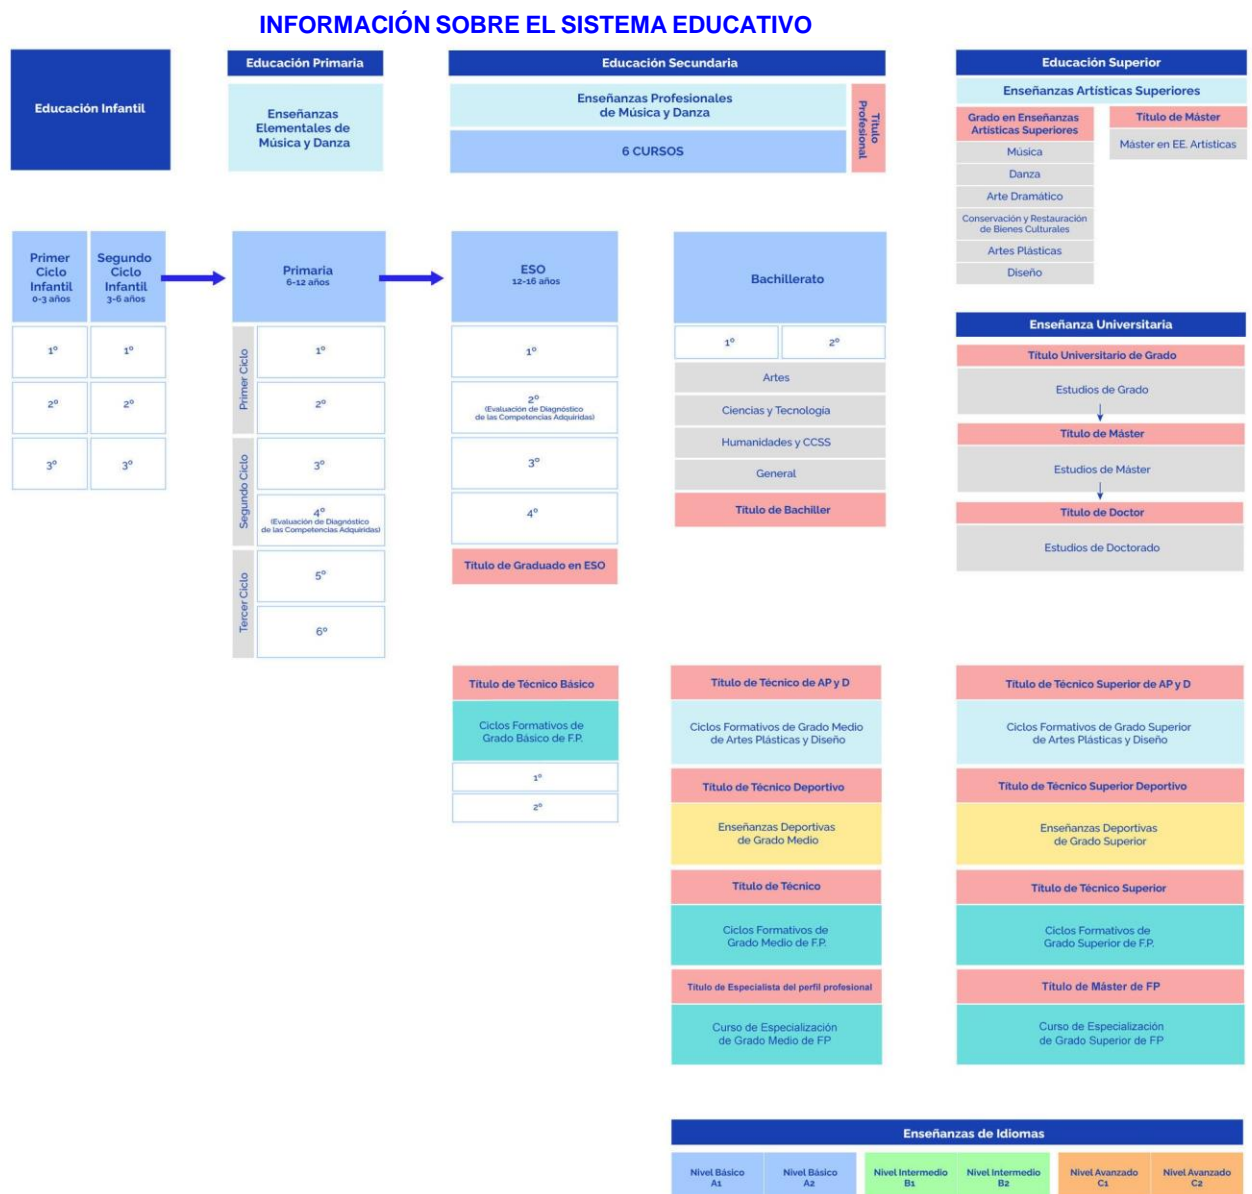 INFORMACIÓN SOBRE EL SISTEMA EDUCATIVO
Educación Infantil
Primer
Ciclo
Infantil
0-3 años
Segundo
Ciclo
Infantil
3-6 años
1º
1º
2º
2º
3º
3º
Educación Primaria
Enseñanzas
Elementales de
Música y Danza
Primaria
6-12 años
Primer Ciclo
1º
2º
Segundo Ciclo
3º
4º
(Evaluación de Diagnóstico
de las Competencias Adquiridas)
Tercer Ciclo
5º
6º
Educación Secundaria
Enseñanzas Profesionales
de Música y Danza
6 CURSOS
Título
Profesional
ESO
12-16 años
1º
2º
(Evaluación de Diagnóstico
de las Competencias Adquiridas)
3º
4º
Título de Graduado en ESO
Bachillerato
1º
2º
Artes
Ciencias y Tecnología
Humanidades y CCSS
General
Título de Bachiller
Educación Superior
Enseñanzas Artísticas Superiores
Grado en Enseñanzas
Artísticas Superiores
Música
Danza
Arte Dramático
Conservación y Restauración
de Bienes Culturales
Artes Plásticas
Diseño
Título de Máster
Máster en EE. Artísticas
Enseñanza Universitaria
Título Universitario de Grado
Estudios de Grado
Título de Máster
Estudios de Máster
Título de Doctor
Estudios de Doctorado
Título de Técnico Básico
Ciclos Formativos de
Grado Básico de F.P.
1º
2º
Título de Técnico de AP y D
Ciclos Formativos de Grado Medio
de Artes Plásticas y Diseño
Título de Técnico Deportivo
Enseñanzas Deportivas
de Grado Medio
Título de Técnico
Ciclos Formativos de
Grado Medio de F.P.
Título de Especialista del perfil profesional
Curso de Especialización
de Grado Medio de FP
Título de Técnico Superior de AP y D
Ciclos Formativos de Grado Superior
de Artes Plásticas y Diseño
Título de Técnico Superior Deportivo
Enseñanzas Deportivas
de Grado Superior
Título de Técnico Superior
Ciclos Formativos de
Grado Superior de F.P.
Título de Máster de FP
Curso de Especialización
de Grado Superior de FP
Enseñanzas de Idiomas
Nivel Básico
A1
Nivel Básico
A2
Nivel Intermedio
B1
Nivel Intermedio
B2
Nivel Avanzado
C1
Nivel Avanzado
C2